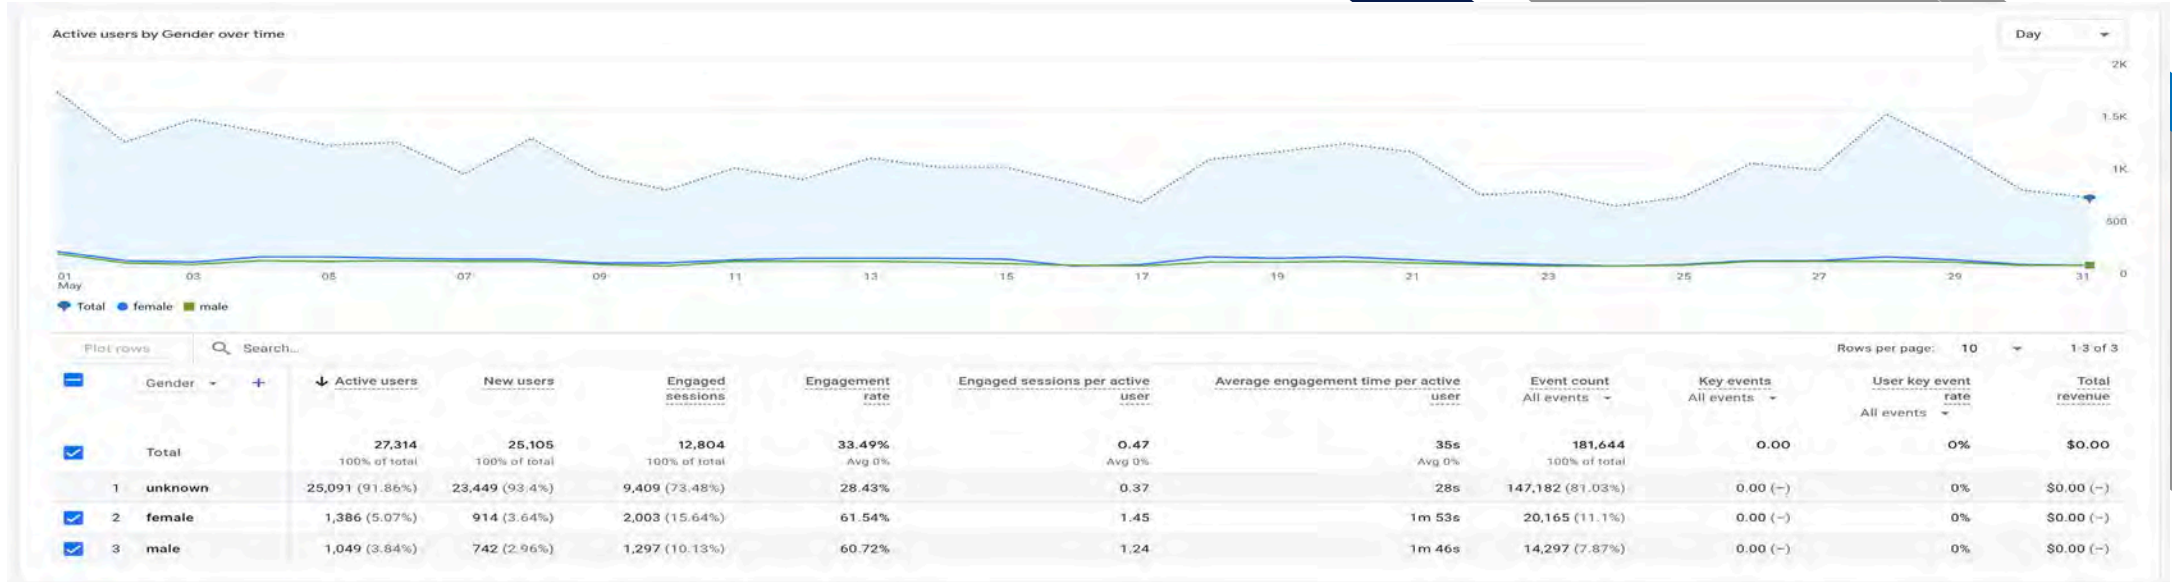 Active users by Gender over time
Day
2K
1.5K
1K
500
0
01 03 05 07 09 11 13 15 17 19 21 23 25 27 29 31
May
Total female male
Plot rows Search... Rows per page: 10 1-3 of 3
Gender + Active users New users Engaged sessions Engagement rate Engaged sessions per active user Average engagement time per active user Event count All events Key events All events User key event rate All events Total revenue
Total 27,314 25,105 12,804 33.49% 0.47 35s 181,644 0.00 0% $0.00
100% of total 100% of total 100% of total Avg 0% Avg 0% Avg 0% 100% of total
1 unknown 25,091 (91.86%) 23,449 (93.4%) 9,409 (73.48%) 28.43% 0.37 28s 147,182 (81.03%) 0.00 (–) 0% $0.00 (–)
2 female 1,386 (5.07%) 914 (3.64%) 2,003 (15.64%) 61.54% 1.45 1m 53s 20,165 (11.1%) 0.00 (–) 0% $0.00 (–)
3 male 1,049 (3.84%) 742 (2.96%) 1,297 (10.13%) 60.72% 1.24 1m 46s 14,297 (7.87%) 0.00 (–) 0% $0.00 (–)